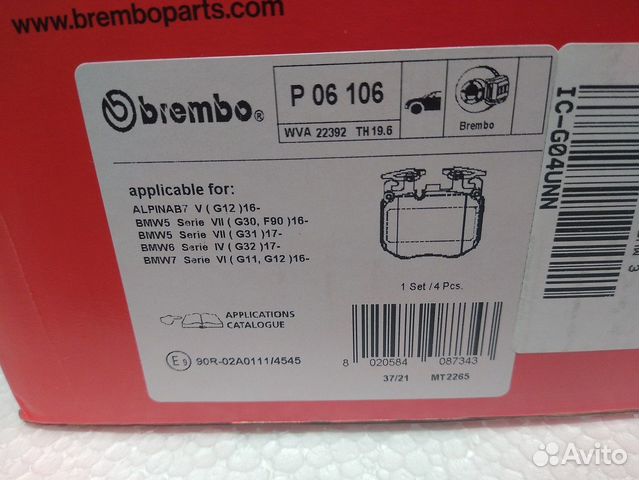 www.bremboparts.com
brembo®
P 06 106
WVA 22392 TH 19.6
Brembo
applicable for:
ALPINAB7 V ( G12 )16-
BMW5 Serie VII ( G30, F90 )16-
BMW5 Serie VII ( G31 )17-
BMW6 Serie IV ( G32 )17-
BMW7 Serie VI ( G11, G12 )16-
1 Set / 4 Pcs.
APPLICATIONS
CATALOGUE
E9 90R-02A0111/4545
8 020584 087343
37/21 MT2265
IC-G04UNN
Avito